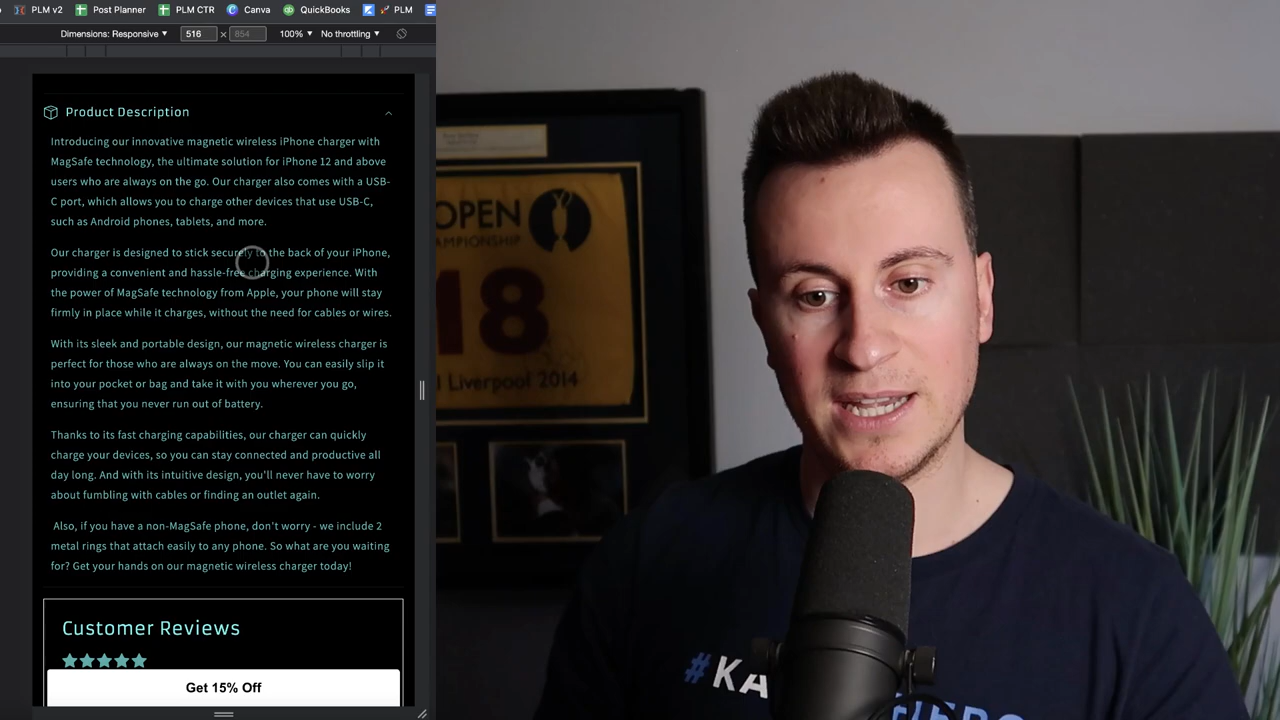 PLM v2 Post Planner PLM CTR Canva QuickBooks PLM
Dimensions: Responsive 516 × 854 100% No throttling
Product Description
Introducing our innovative magnetic wireless iPhone charger with
MagSafe technology, the ultimate solution for iPhone 12 and above
users who are always on the go. Our charger also comes with a USB-
C port, which allows you to charge other devices that use USB-C,
such as Android phones, tablets, and more.
Our charger is designed to stick securely to the back of your iPhone,
providing a convenient and hassle-free charging experience. With
the power of MagSafe technology from Apple, your phone will stay
firmly in place while it charges, without the need for cables or wires.
With its sleek and portable design, our magnetic wireless charger is
perfect for those who are always on the move. You can easily slip it
into your pocket or bag and take it with you wherever you go,
ensuring that you never run out of battery.
Thanks to its fast charging capabilities, our charger can quickly
charge your devices, so you can stay connected and productive all
day long. And with its intuitive design, you'll never have to worry
about fumbling with cables or finding an outlet again.
Also, if you have a non-MagSafe phone, don't worry - we include 2
metal rings that attach easily to any phone. So what are you waiting
for? Get your hands on our magnetic wireless charger today!
Customer Reviews
Get 15% Off
OPEN
AMPIONSHIP
18
Liverpool 2014
#KA